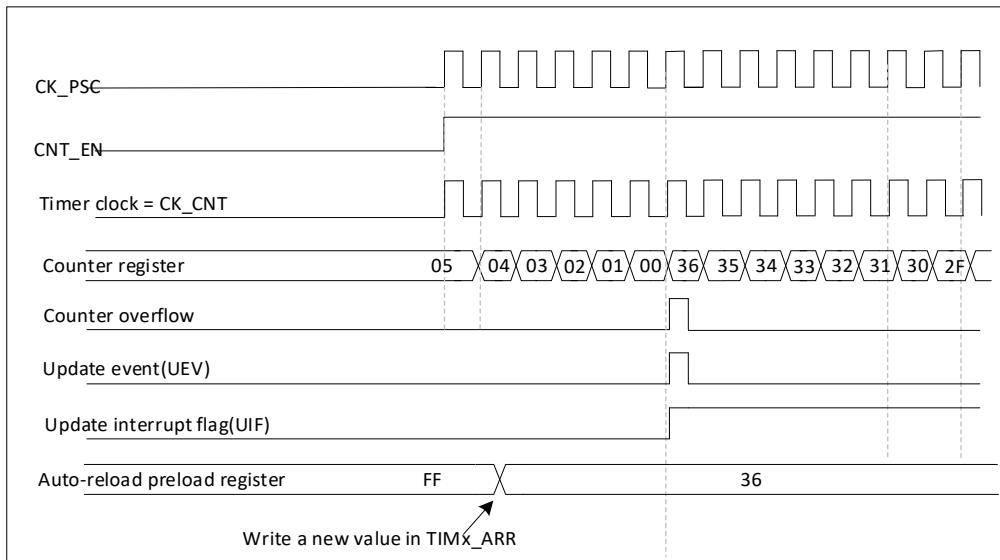 CK_PSC
CNT_EN
Timer clock = CK_CNT
Counter register 05 04 03 02 01 00 36 35 34 33 32 31 30 2F
Counter overflow
Update event(UEV)
Update interrupt flag(UIF)
Auto-reload preload register FF 36
Write a new value in TIMx_ARR